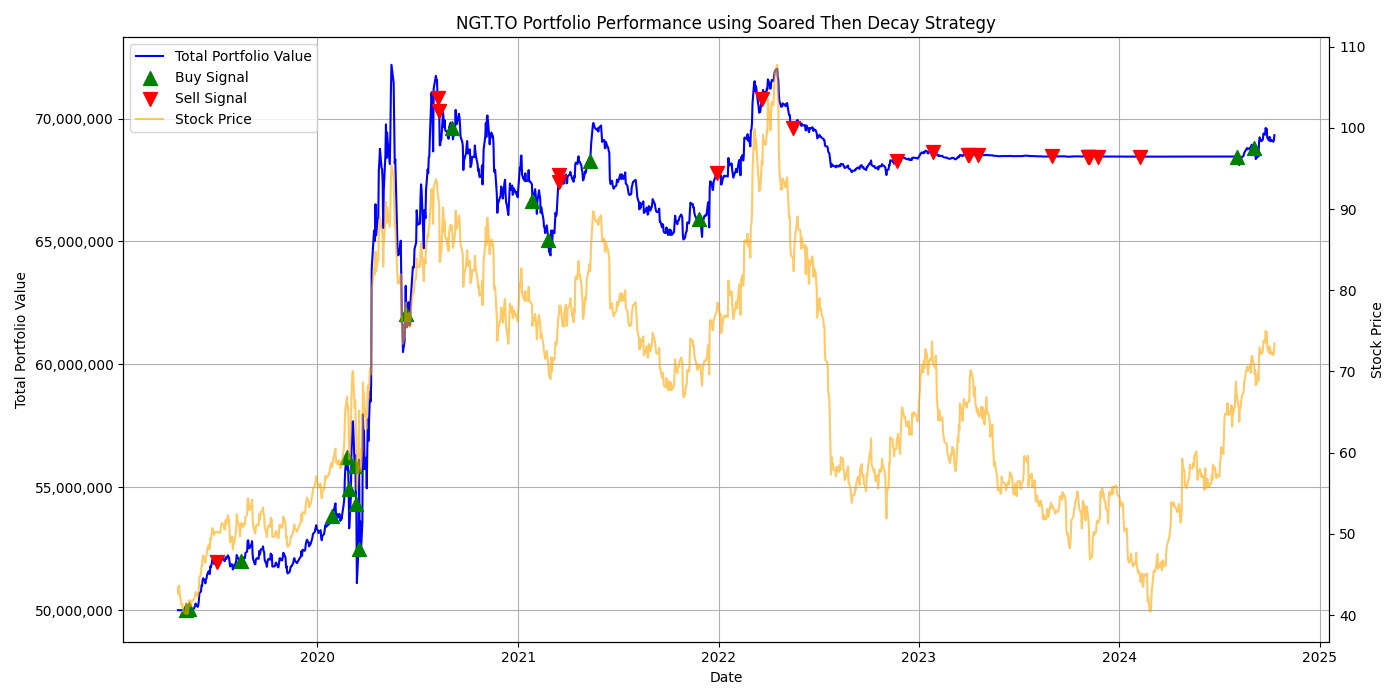 NGT.TO Portfolio Performance using Soared Then Decay Strategy
Total Portfolio Value
Buy Signal
Sell Signal
Stock Price
70,000,000
65,000,000
60,000,000
55,000,000
50,000,000
Total Portfolio Value
110
100
90
80
70
60
50
40
Stock Price
2020
2021
2022
2023
2024
2025
Date